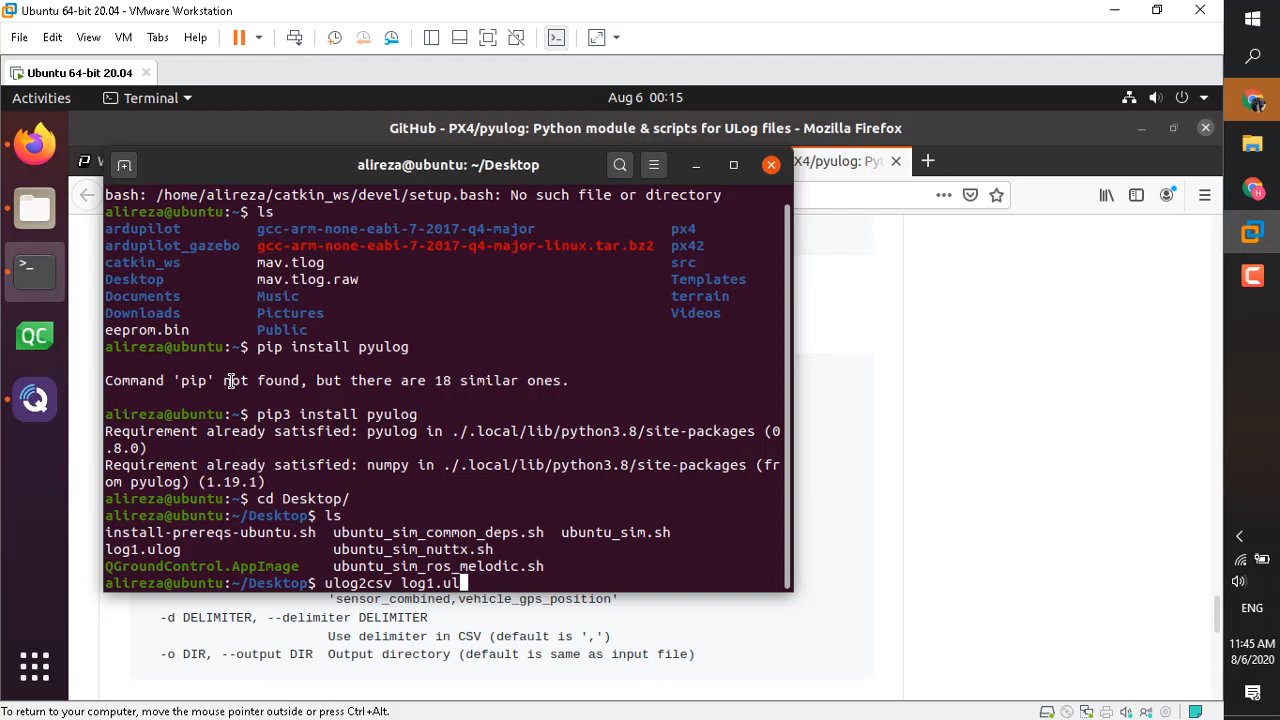 Ubuntu 64-bit 20.04 - VMware Workstation
File Edit View VM Tabs Help
Ubuntu 64-bit 20.04
Activities Terminal Aug 6 00:15
GitHub - PX4/pyulog: Python module & scripts for ULog files - Mozilla Firefox
alireza@ubuntu: ~/Desktop
X4/pyulog: Pyt
bash: /home/alireza/catkin_ws/devel/setup.bash: No such file or directory
alireza@ubuntu:~$ ls
ardupilot gcc-arm-none-eabi-7-2017-q4-major px4
ardupilot_gazebo gcc-arm-none-eabi-7-2017-q4-major-linux.tar.bz2 px42
catkin_ws mav.tlog src
Desktop mav.tlog.raw Templates
Documents Music terrain
Downloads Pictures Videos
eeprom.bin Public
alireza@ubuntu:~$ pip install pyulog
Command 'pip' not found, but there are 18 similar ones.
alireza@ubuntu:~$ pip3 install pyulog
Requirement already satisfied: pyulog in ./.local/lib/python3.8/site-packages (0
.8.0)
Requirement already satisfied: numpy in ./.local/lib/python3.8/site-packages (fr
om pyulog) (1.19.1)
alireza@ubuntu:~$ cd Desktop/
alireza@ubuntu:~/Desktop$ ls
install-prereqs-ubuntu.sh ubuntu_sim_common_deps.sh ubuntu_sim.sh
log1.ulog ubuntu_sim_nuttx.sh
QGroundControl.AppImage ubuntu_sim_ros_melodic.sh
alireza@ubuntu:~/Desktop$ ulog2csv log1.ul
'sensor_combined,vehicle_gps_position'
-d DELIMITER, --delimiter DELIMITER
Use delimiter in CSV (default is ',')
-o DIR, --output DIR Output directory (default is same as input file)
To return to your computer, move the mouse pointer outside or press Ctrl+Alt.
QC
ENG
11:45 AM
8/6/2020